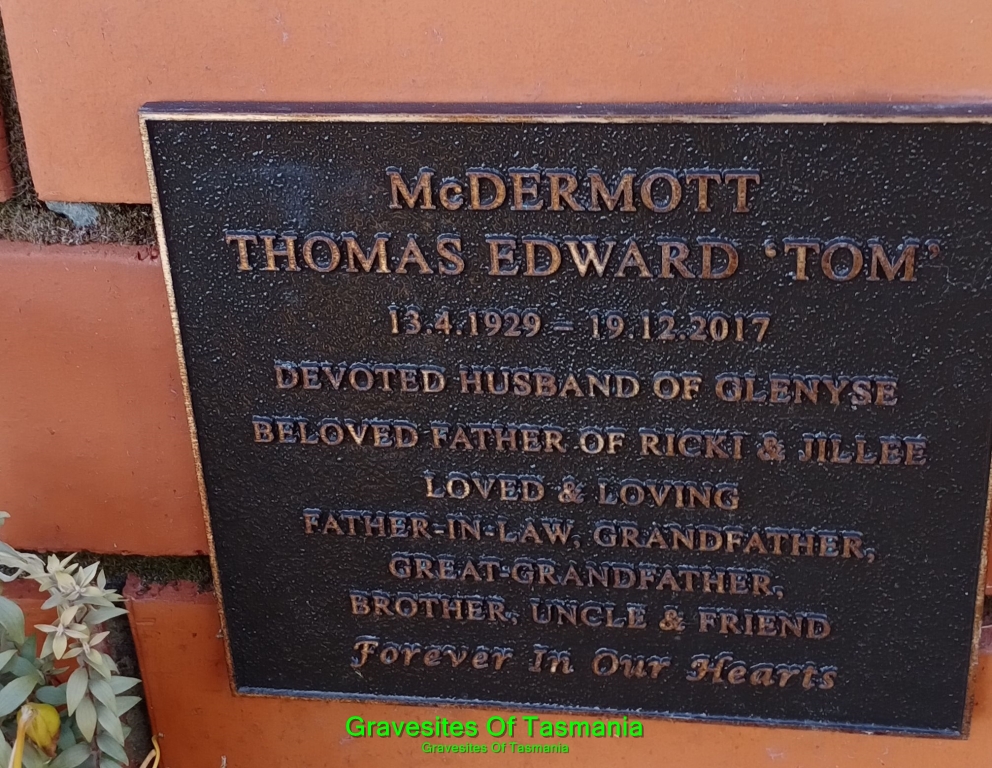 McDERMOTT
THOMAS EDWARD ‘TOM’
13.4.1929 – 19.12.2017
DEVOTED HUSBAND OF GLENYSE
BELOVED FATHER OF RICKI & JILLEE
LOVED & LOVING
FATHER-IN-LAW, GRANDFATHER,
GREAT-GRANDFATHER,
BROTHER, UNCLE & FRIEND
Forever In Our Hearts
Gravesites Of Tasmania
Gravesites Of Tasmania